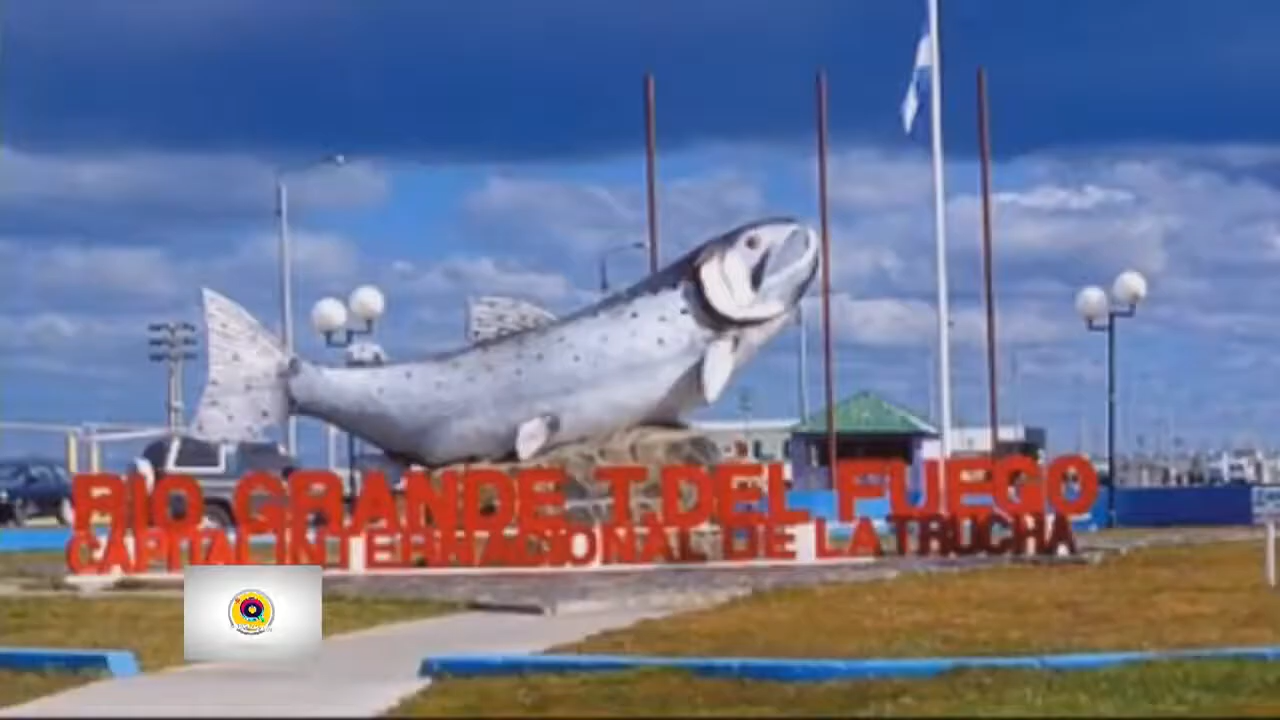 RIO GRANDE T.DEL FUEGO
CAPITAL INTERNACIONAL DE LA TRUCHA